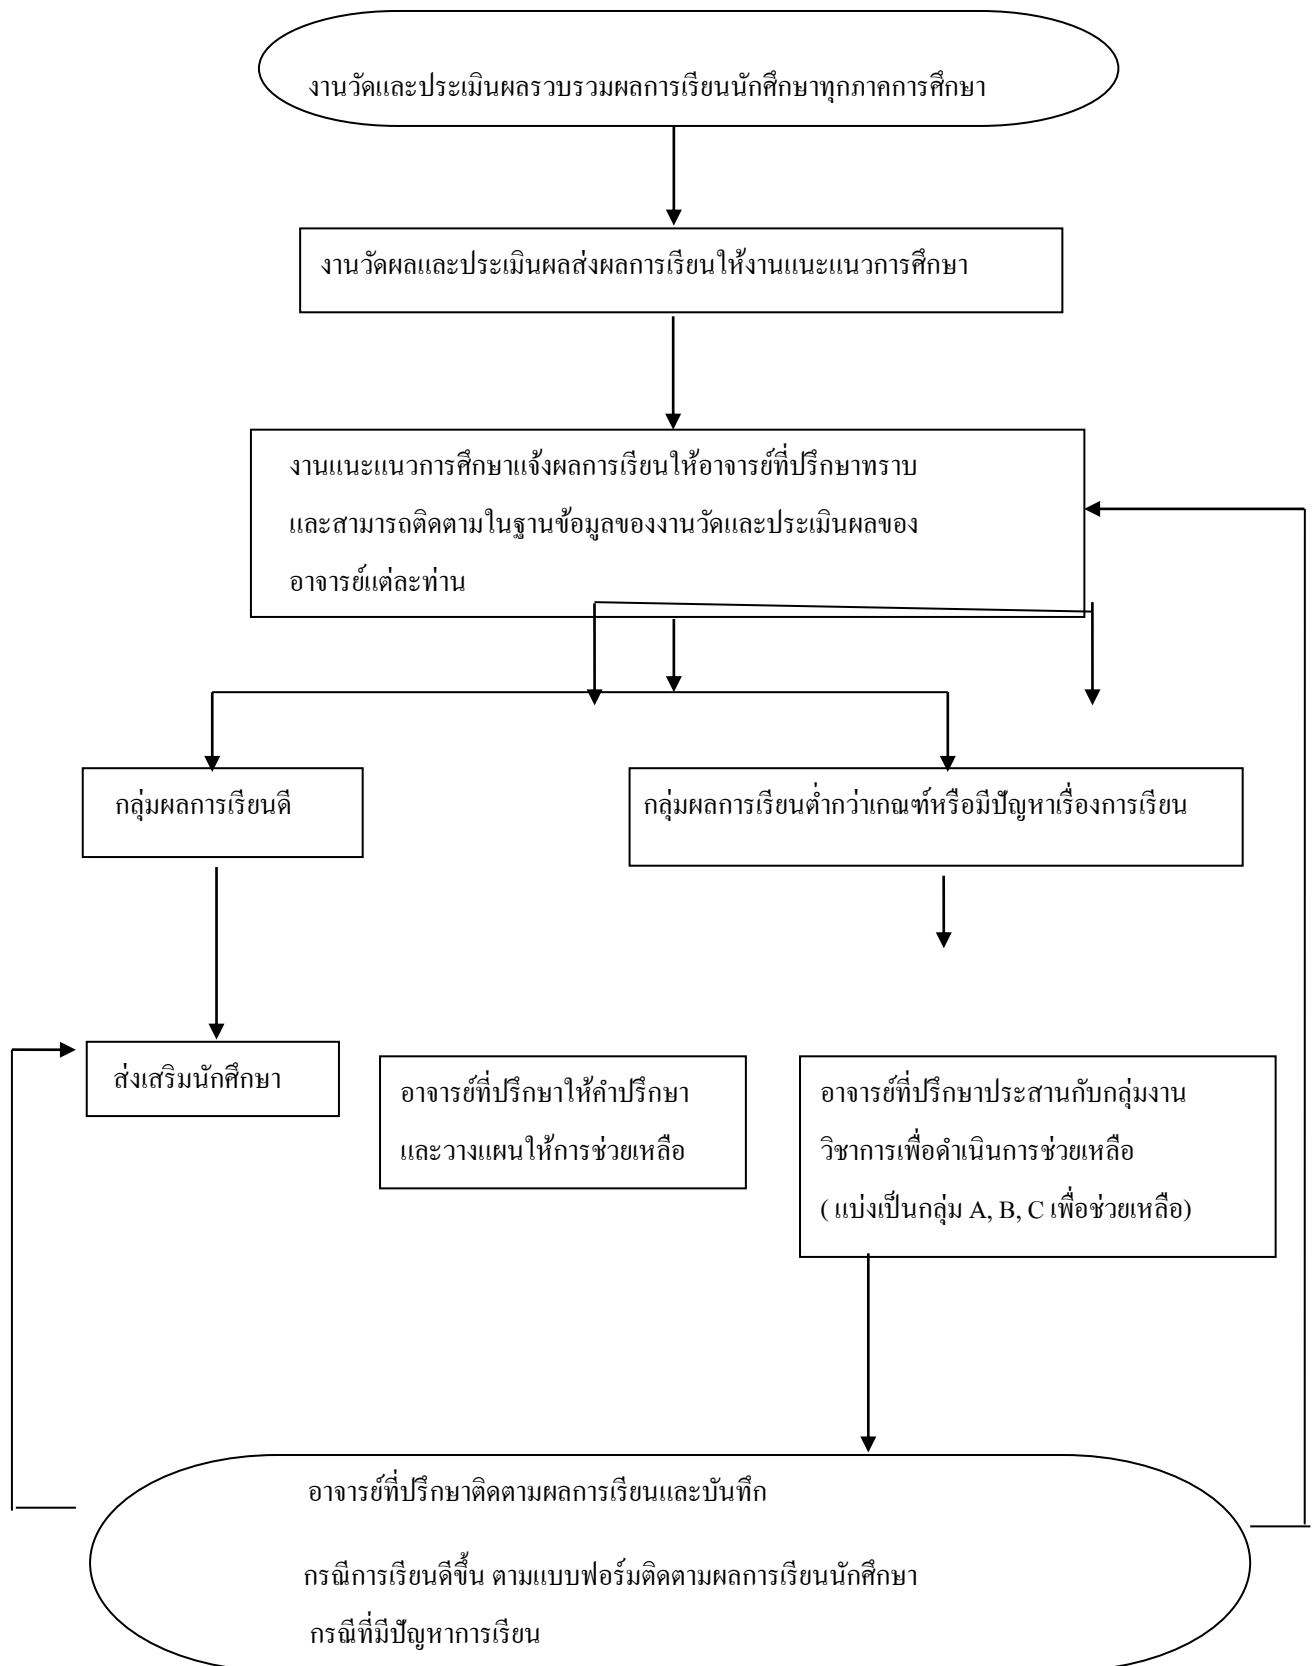 งานวัดและประเมินผลรวบรวมผลการเรียนนักศึกษาทุกภาคการศึกษา
งานวัดผลและประเมินผลส่งผลการเรียนให้งานแนะแนวการศึกษา
งานแนะแนวการศึกษาแจ้งผลการเรียนให้อาจารย์ที่ปรึกษาทราบ
และสามารถติดตามในฐานข้อมูลของงานวัดและประเมินผลของ
อาจารย์แต่ละท่าน
กลุ่มผลการเรียนดี
กลุ่มผลการเรียนต่ำกว่าเกณฑ์หรือมีปัญหาเรื่องการเรียน
ส่งเสริมนักศึกษา
อาจารย์ที่ปรึกษาให้คำปรึกษา
และวางแผนให้การช่วยเหลือ
อาจารย์ที่ปรึกษาประสานกับกลุ่มงาน
วิชาการเพื่อดำเนินการช่วยเหลือ
( แบ่งเป็นกลุ่ม A, B, C เพื่อช่วยเหลือ)
อาจารย์ที่ปรึกษาติดตามผลการเรียนและบันทึก
กรณีการเรียนดีขึ้น ตามแบบฟอร์มติดตามผลการเรียนนักศึกษา
กรณีที่มีปัญหาการเรียน